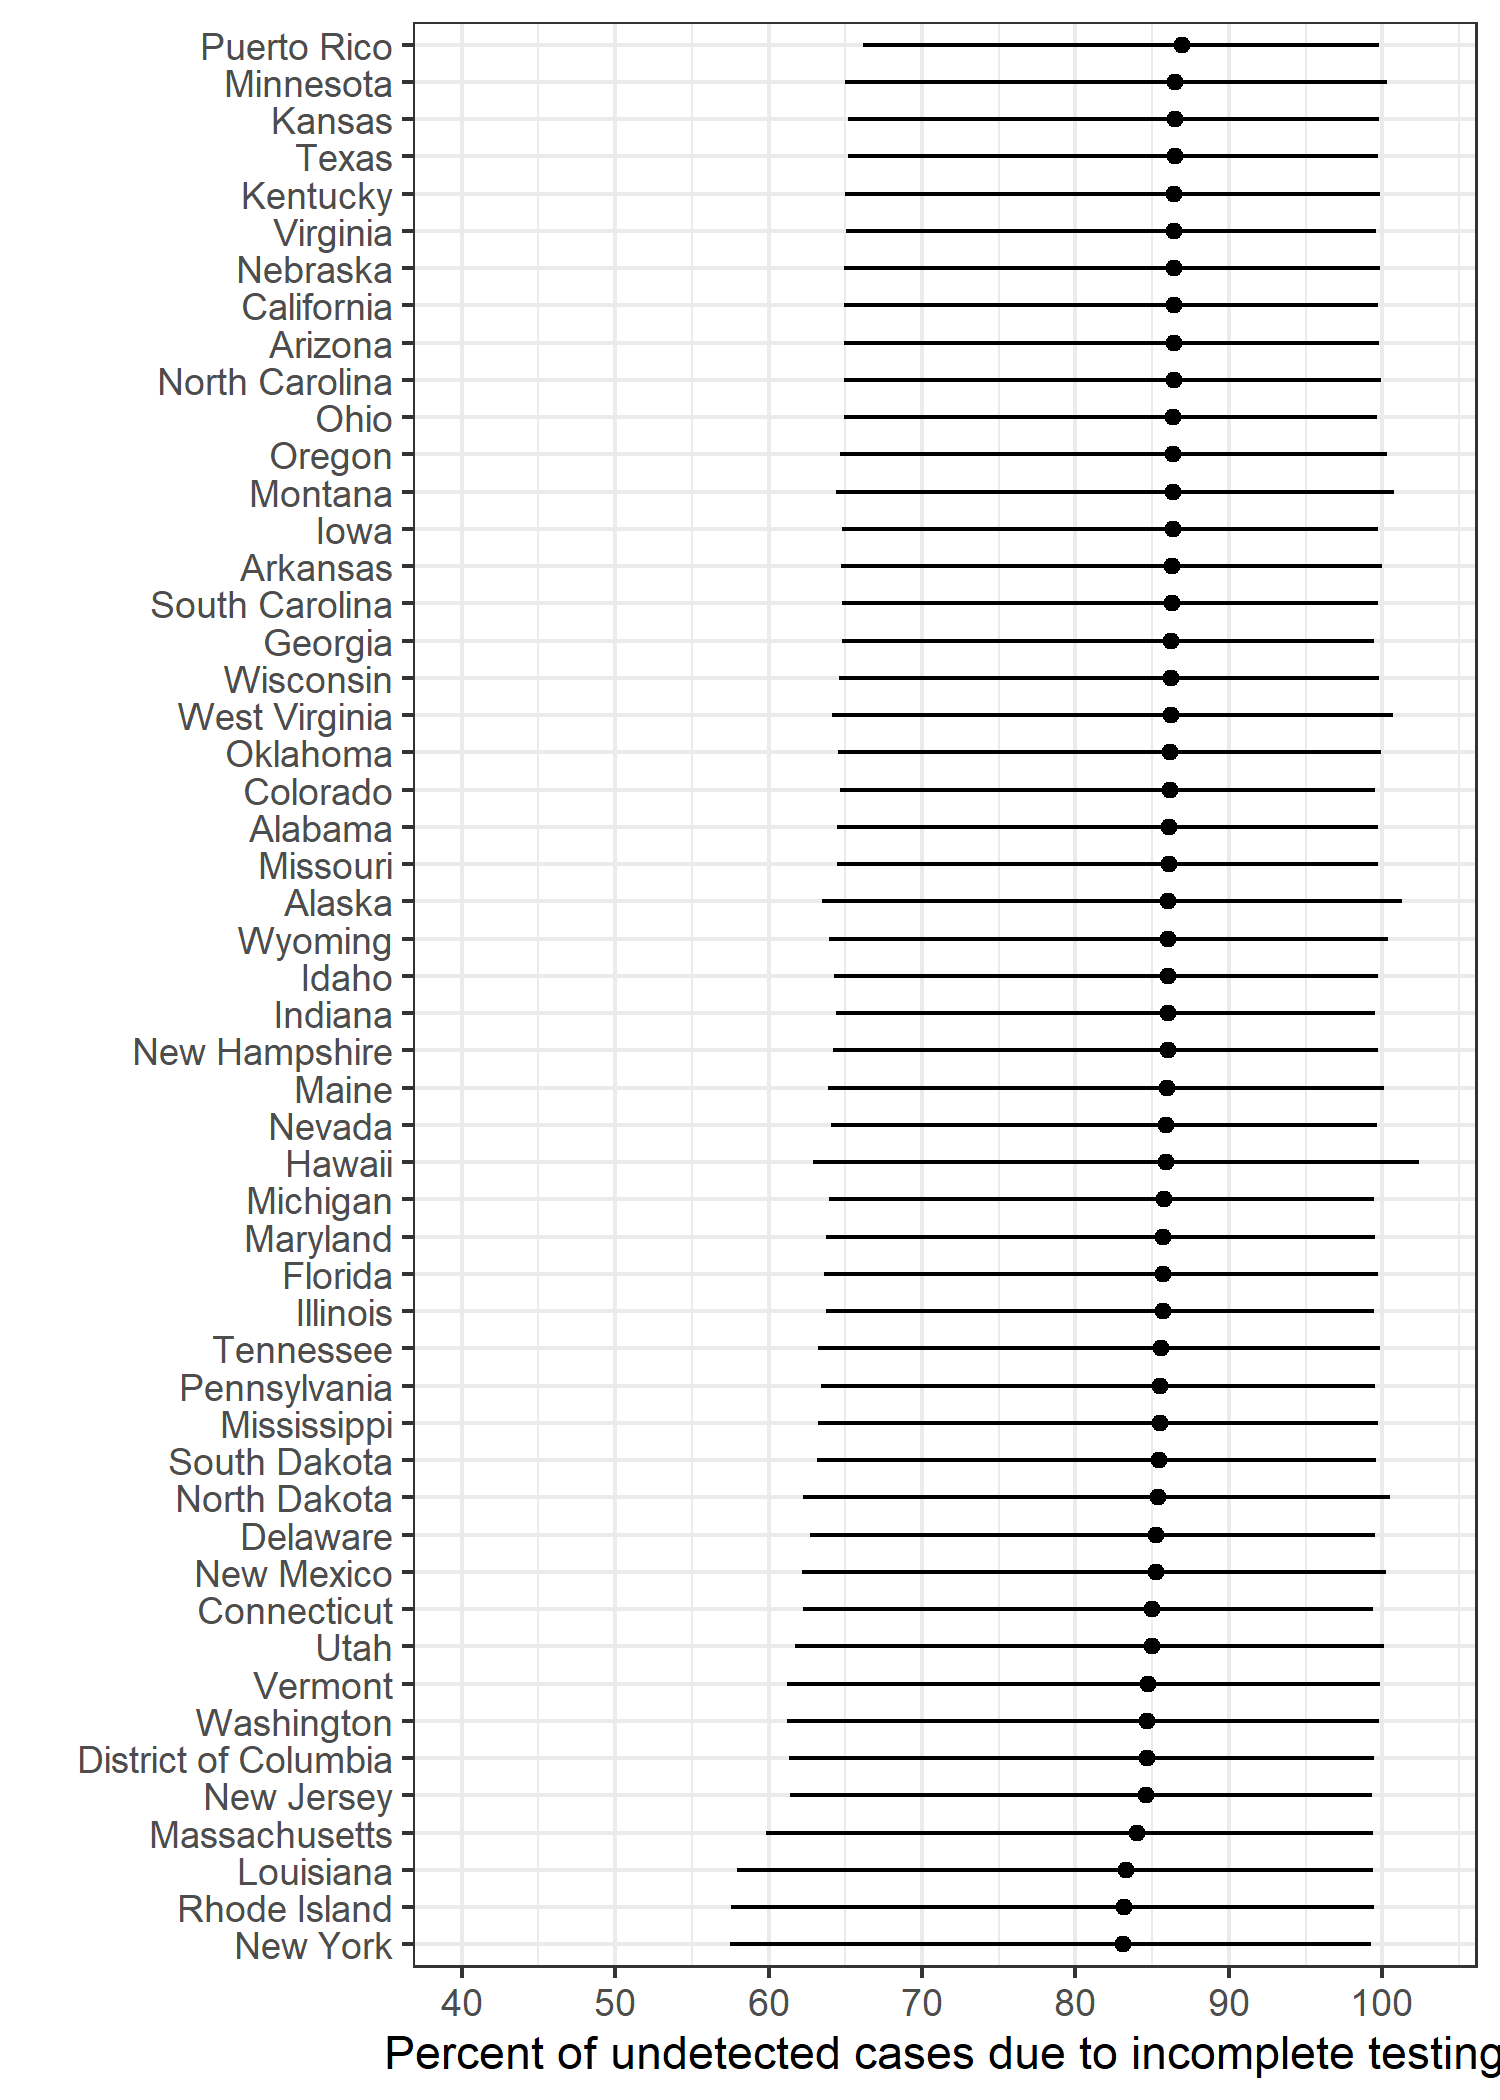 Puerto Rico
Minnesota
Kansas
Texas
Kentucky
Virginia
Nebraska
California
Arizona
North Carolina
Ohio
Oregon
Montana
Iowa
Arkansas
South Carolina
Georgia
Wisconsin
West Virginia
Oklahoma
Colorado
Alabama
Missouri
Alaska
Wyoming
Idaho
Indiana
New Hampshire
Maine
Nevada
Hawaii
Michigan
Maryland
Florida
Illinois
Tennessee
Pennsylvania
Mississippi
South Dakota
North Dakota
Delaware
New Mexico
Connecticut
Utah
Vermont
Washington
District of Columbia
New Jersey
Massachusetts
Louisiana
Rhode Island
New York
40 50 60 70 80 90 100
Percent of undetected cases due to incomplete testing